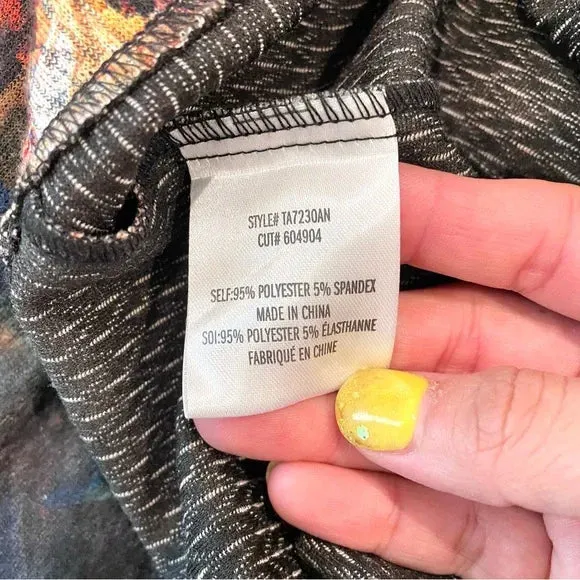 STYLE# TA7230AN
CUT# 604904
SELF:95% POLYESTER 5% SPANDEX
MADE IN CHINA
SOI:95% POLYESTER 5% ÉLASTHANNE
FABRIQUÉ EN CHINE